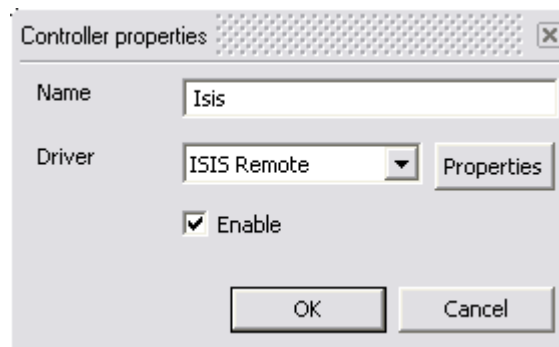 Controller properties
Name Isis
Driver ISIS Remote Properties
Enable
OK Cancel